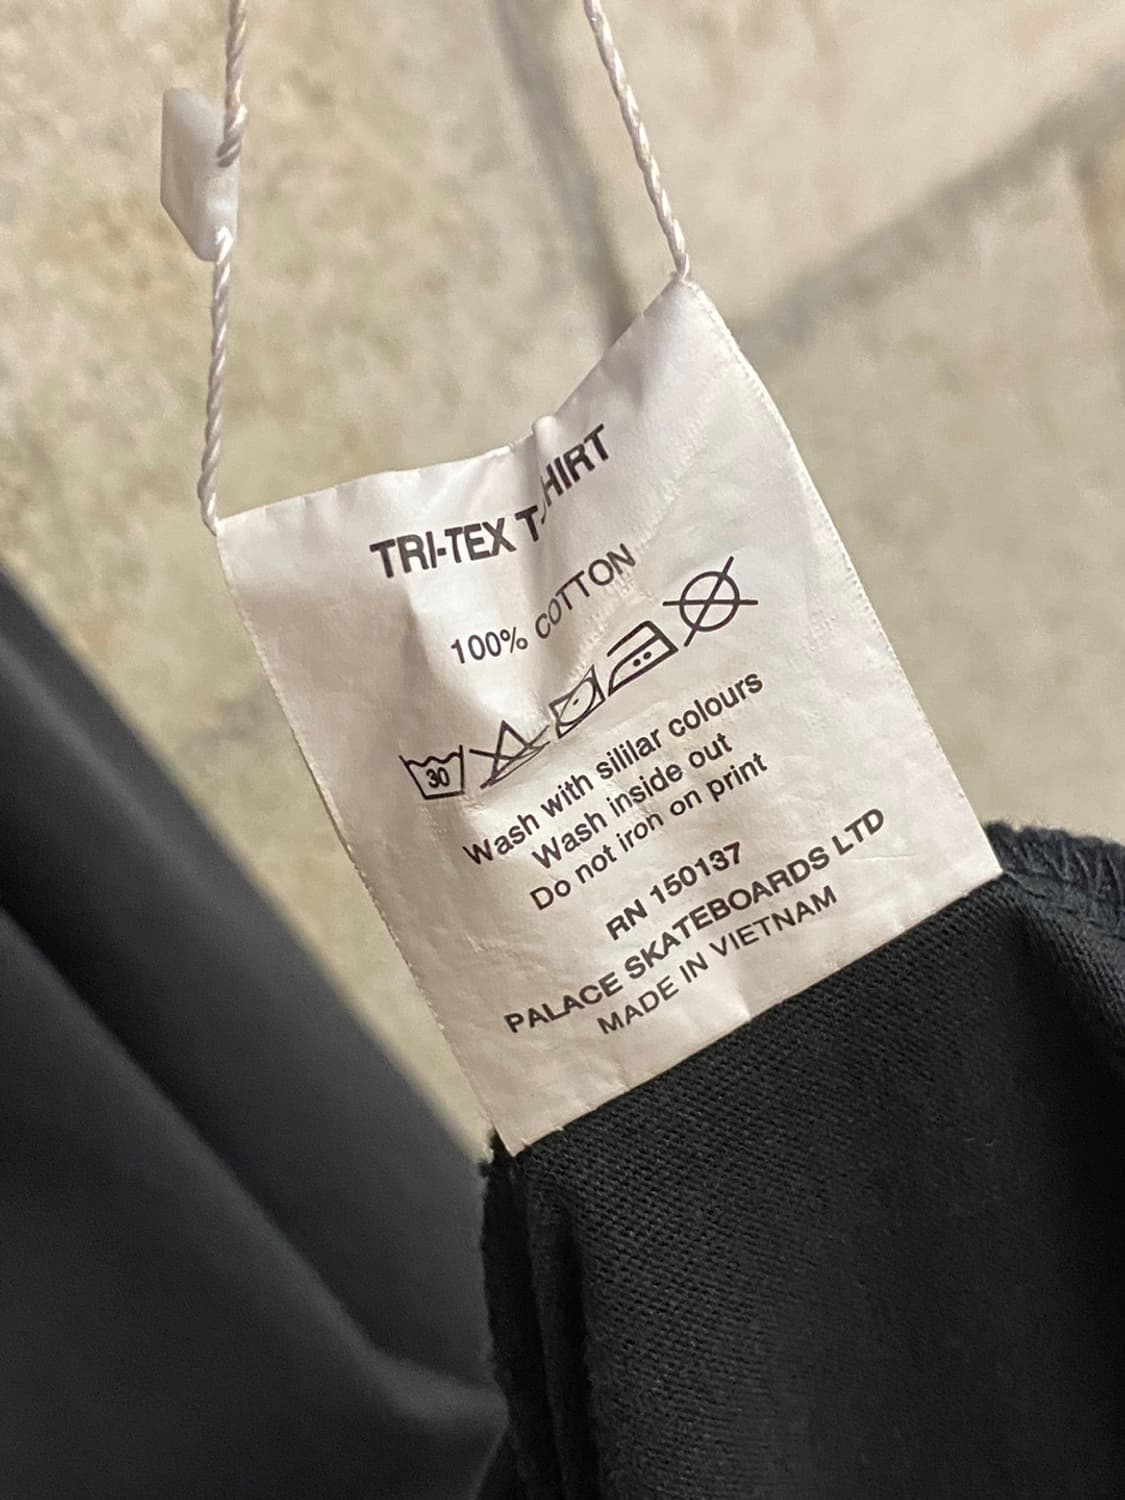 TRI-TEX T-SHIRT
100% COTTON
30
Wash with sililar colours
Wash inside out
Do not iron on print
RN 150137
PALACE SKATEBOARDS LTD
MADE IN VIETNAM